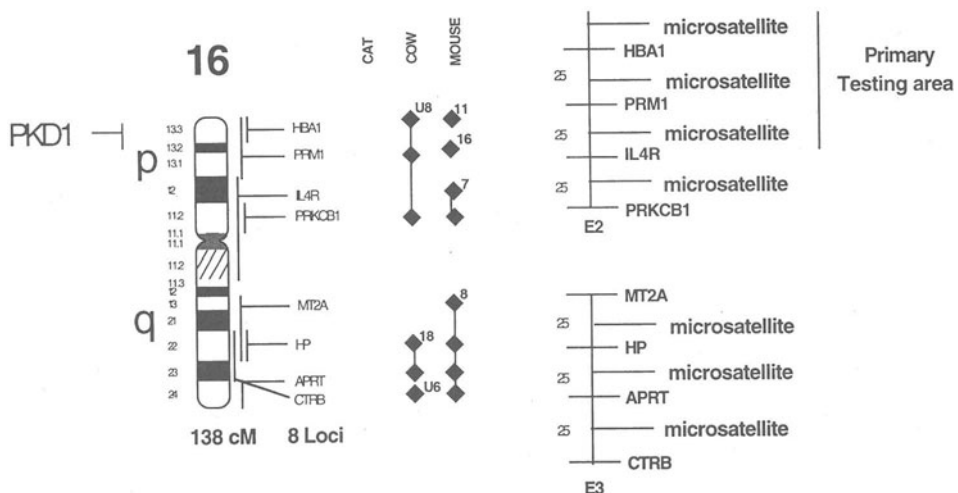 16
CAT
COW
MOUSE
PKD1
p
q
13.3
13.2
13.1
12
11.2
11.1
11.1
11.2
11.3
12
13
21
22
23
24
HBA1
PRM1
IL4R
PRKCB1
MT2A
HP
APRT
CTRB
138 cM
8 Loci
U8
18
U6
11
16
7
8
microsatellite
HBA1
25
microsatellite
PRM1
25
microsatellite
IL4R
25
microsatellite
PRKCB1
E2
Primary
Testing area
MT2A
25
microsatellite
HP
25
microsatellite
APRT
25
microsatellite
CTRB
E3